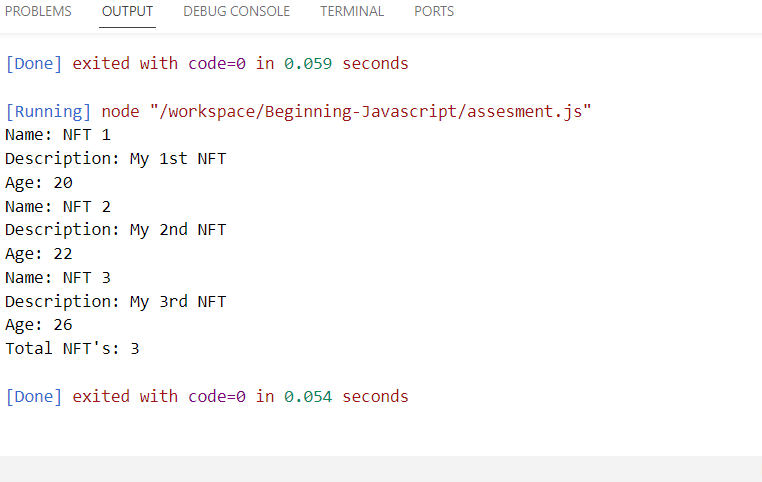 PROBLEMS OUTPUT DEBUG CONSOLE TERMINAL PORTS
[Done] exited with code=0 in 0.059 seconds
[Running] node "/workspace/Beginning-Javascript/assesment.js"
Name: NFT 1
Description: My 1st NFT
Age: 20
Name: NFT 2
Description: My 2nd NFT
Age: 22
Name: NFT 3
Description: My 3rd NFT
Age: 26
Total NFT's: 3
[Done] exited with code=0 in 0.054 seconds